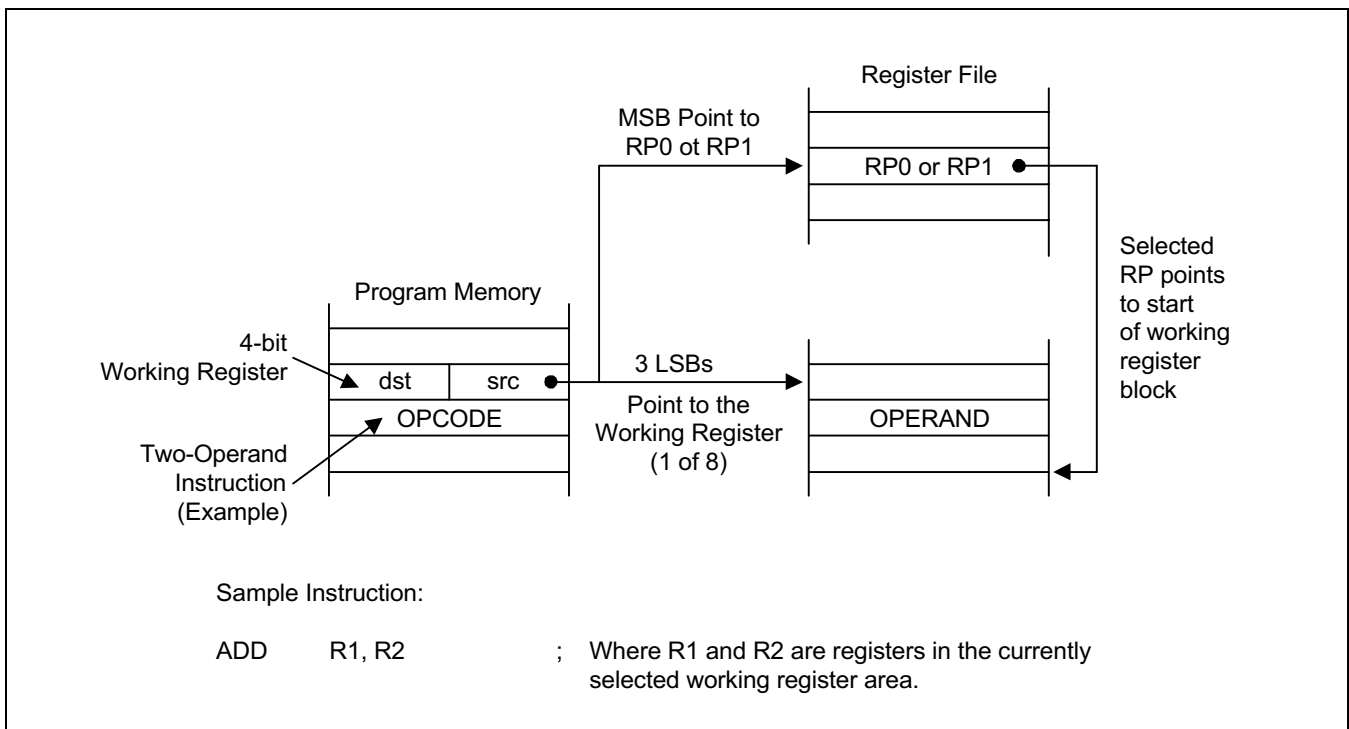 Register File
MSB Point to
RP0 ot RP1
RP0 or RP1
Selected
RP points
to start
of working
register
block
Program Memory
4-bit
Working Register
dst src
3 LSBs
OPCODE
Point to the
Working Register
(1 of 8)
OPERAND
Two-Operand
Instruction
(Example)
Sample Instruction:
ADD R1, R2 ; Where R1 and R2 are registers in the currently
selected working register area.